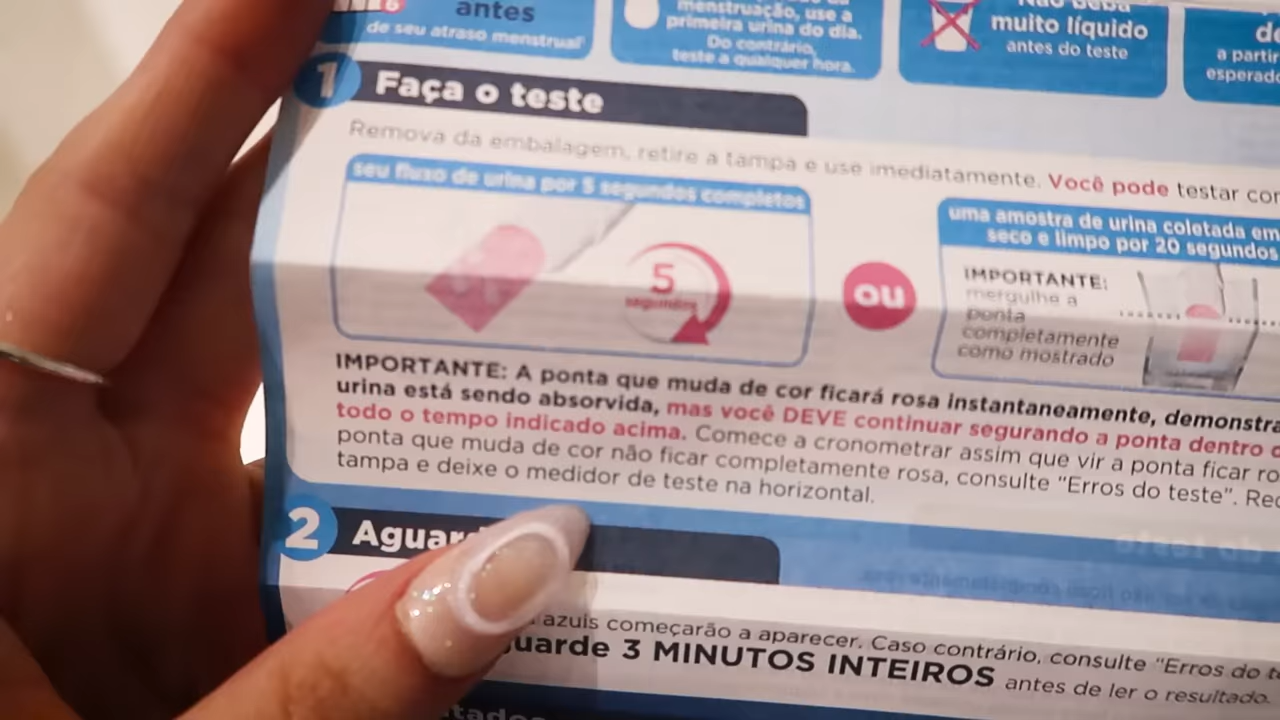 antes
de seu atraso menstrual
menstruação, use a
primeira urina do dia.
Do contrário,
teste a qualquer hora.
Não beba
muito líquido
antes do teste
a partir
esperado
1 Faça o teste
Remova da embalagem, retire a tampa e use imediatamente. Você pode testar
seu fluxo de urina por 5 segundos completos
5
segundos
ou
uma amostra de urina coletada em
seco e limpo por 20 segundos
IMPORTANTE:
mergulhe a
ponta
completamente
como mostrado
IMPORTANTE: A ponta que muda de cor ficará rosa instantaneamente,
urina está sendo absorvida, mas você DEVE continuar segurando a ponta dentro
todo o tempo indicado acima. Comece a cronometrar assim que vir a ponta ficar
ponta que muda de cor não ficar completamente rosa, consulte "Erros do teste".
tampa e deixe o medidor de teste na horizontal.
2 Aguar
azuis começarão a aparecer. Caso contrário, consulte "Erros do
uarde 3 MINUTOS INTEIROS antes de ler o resultado.